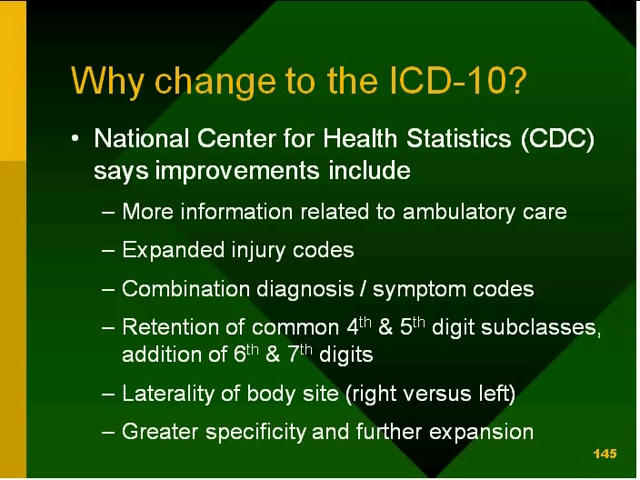 Why change to the ICD-10?
• National Center for Health Statistics (CDC)
says improvements include
– More information related to ambulatory care
– Expanded injury codes
– Combination diagnosis / symptom codes
– Retention of common 4th & 5th digit subclasses,
addition of 6th & 7th digits
– Laterality of body site (right versus left)
– Greater specificity and further expansion
145